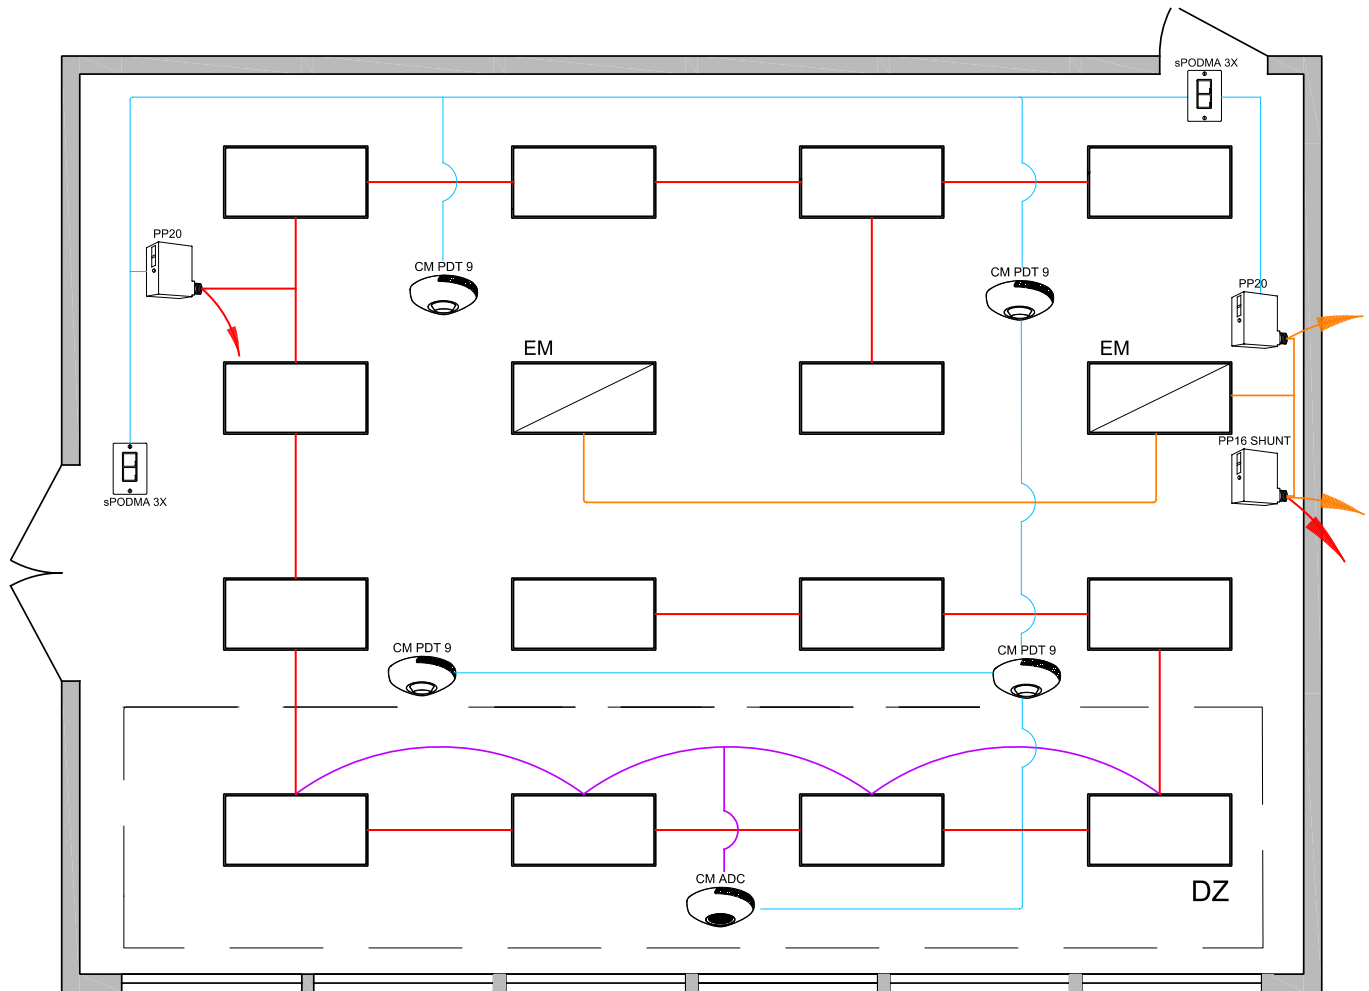 sPODMA 3X
PP20
CM PDT 9
CM PDT 9
PP20
EM
EM
PP16 SHUNT
sPODMA 3X
CM PDT 9
CM PDT 9
CM ADC
DZ